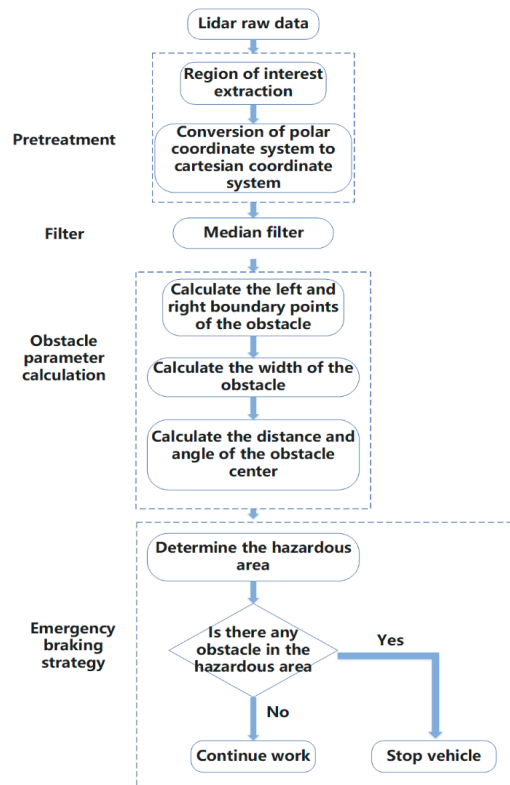 Lidar raw data
Region of interest
extraction
Pretreatment
Conversion of polar
coordinate system to
cartesian coordinate
system
Filter
Median filter
Calculate the left and
right boundary points
of the obstacle
Obstacle
parameter
calculation
Calculate the width of the
obstacle
Calculate the distance and
angle of the obstacle
center
Determine the hazardous
area
Emergency
braking
strategy
Is there any
obstacle in the
hazardous area
Yes
No
Continue work
Stop vehicle